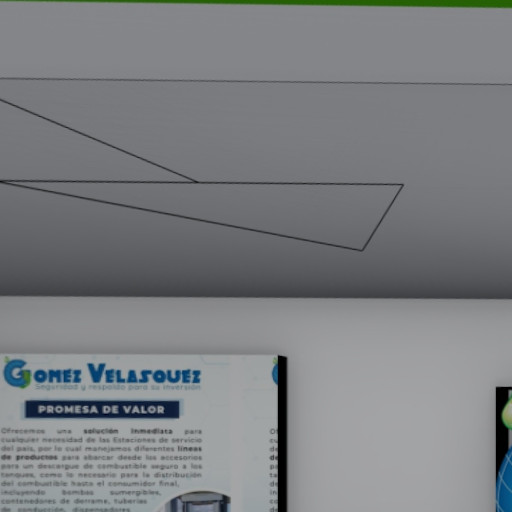 GOMEZ VELASQUEZ
Seguridad y respaldo para su inversión
PROMESA DE VALOR
Ofrecemos una solución inmediata para
cualquier necesidad de las Estaciones de servicio
del país, por lo cual manejamos diferentes líneas
de productos para abarcar desde los accesorios
para un descargue de combustible seguro a los
tanques, como lo necesario para la distribución
del combustible hasta el consumidor final,
incluyendo bombas sumergibles,
contenedores de derrame, tuberías
de conducción, dispensadores